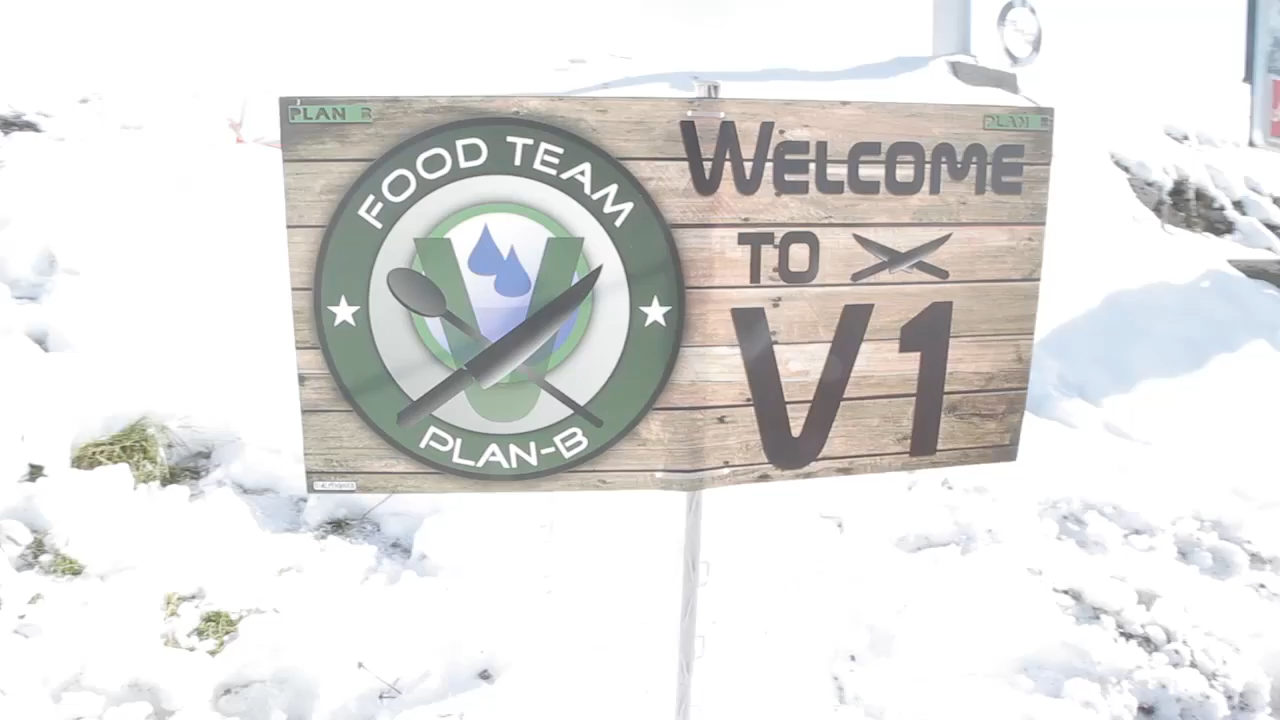 PLAN B
PLAN B
FOOD TEAM
PLAN-B
WELCOME
TO
V1